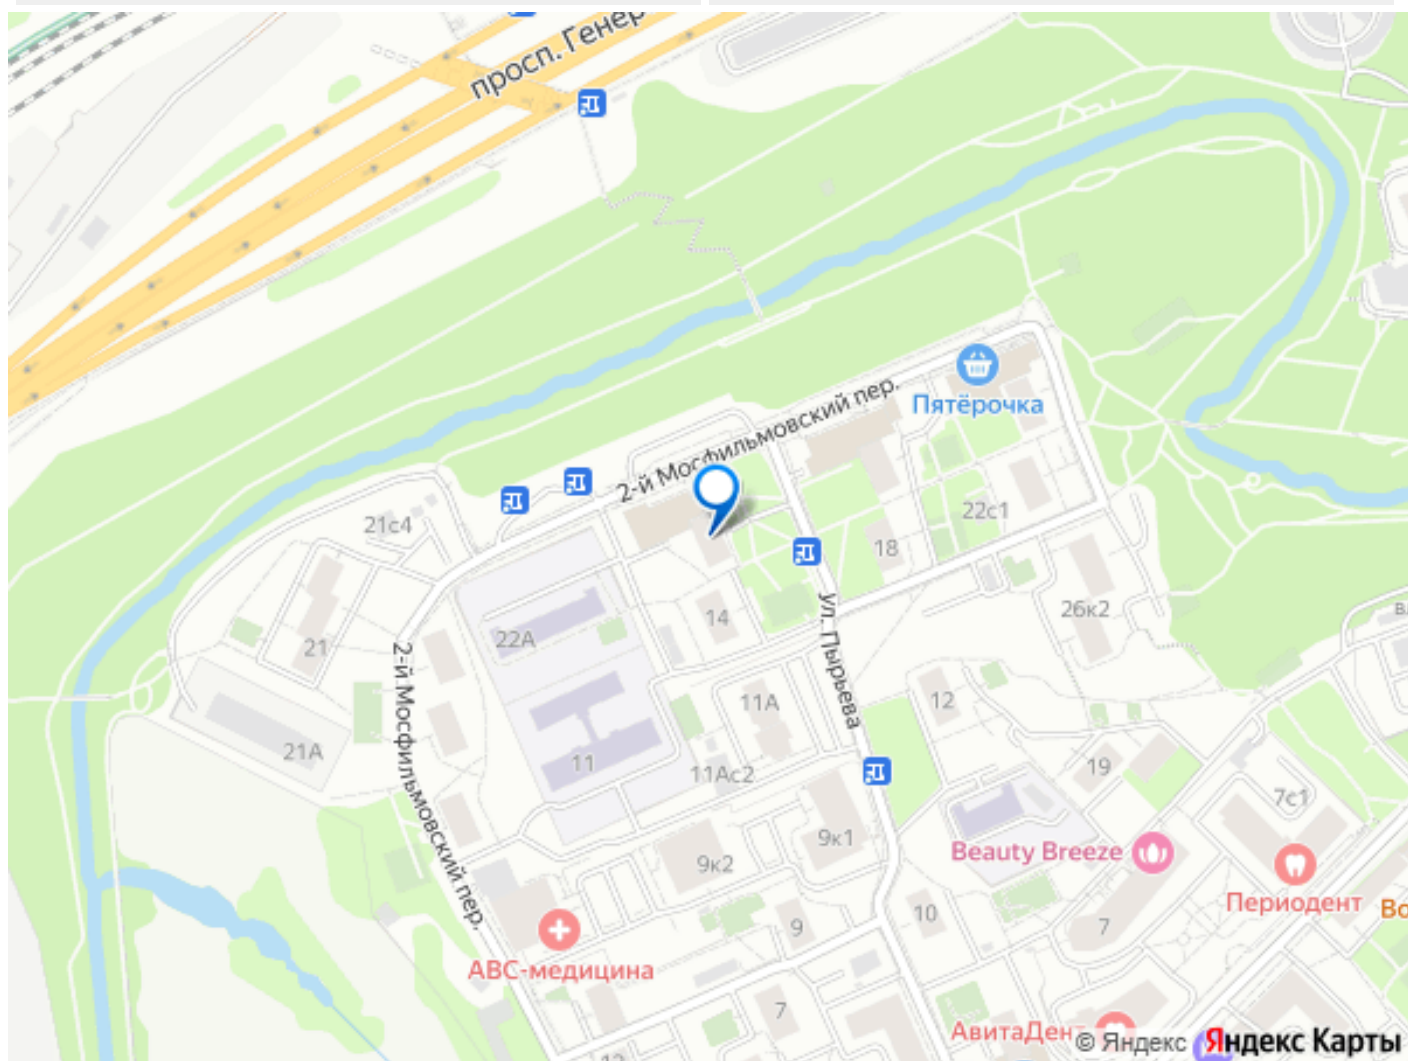 просп. Генер
Пятёрочка
2-й Мосфильмовский пер.
21с4
22с1
18
14
26к2
ул. Пырьева
22А
21
2-й Мосфильмовский пер.
11А
12
21А
11
11Ас2
19
7с1
9к1
Beauty Breeze
9к2
Периодент
Во
10
9
7
АВС-медицина
7
АвитаДент
© Яндекс Яндекс Карты